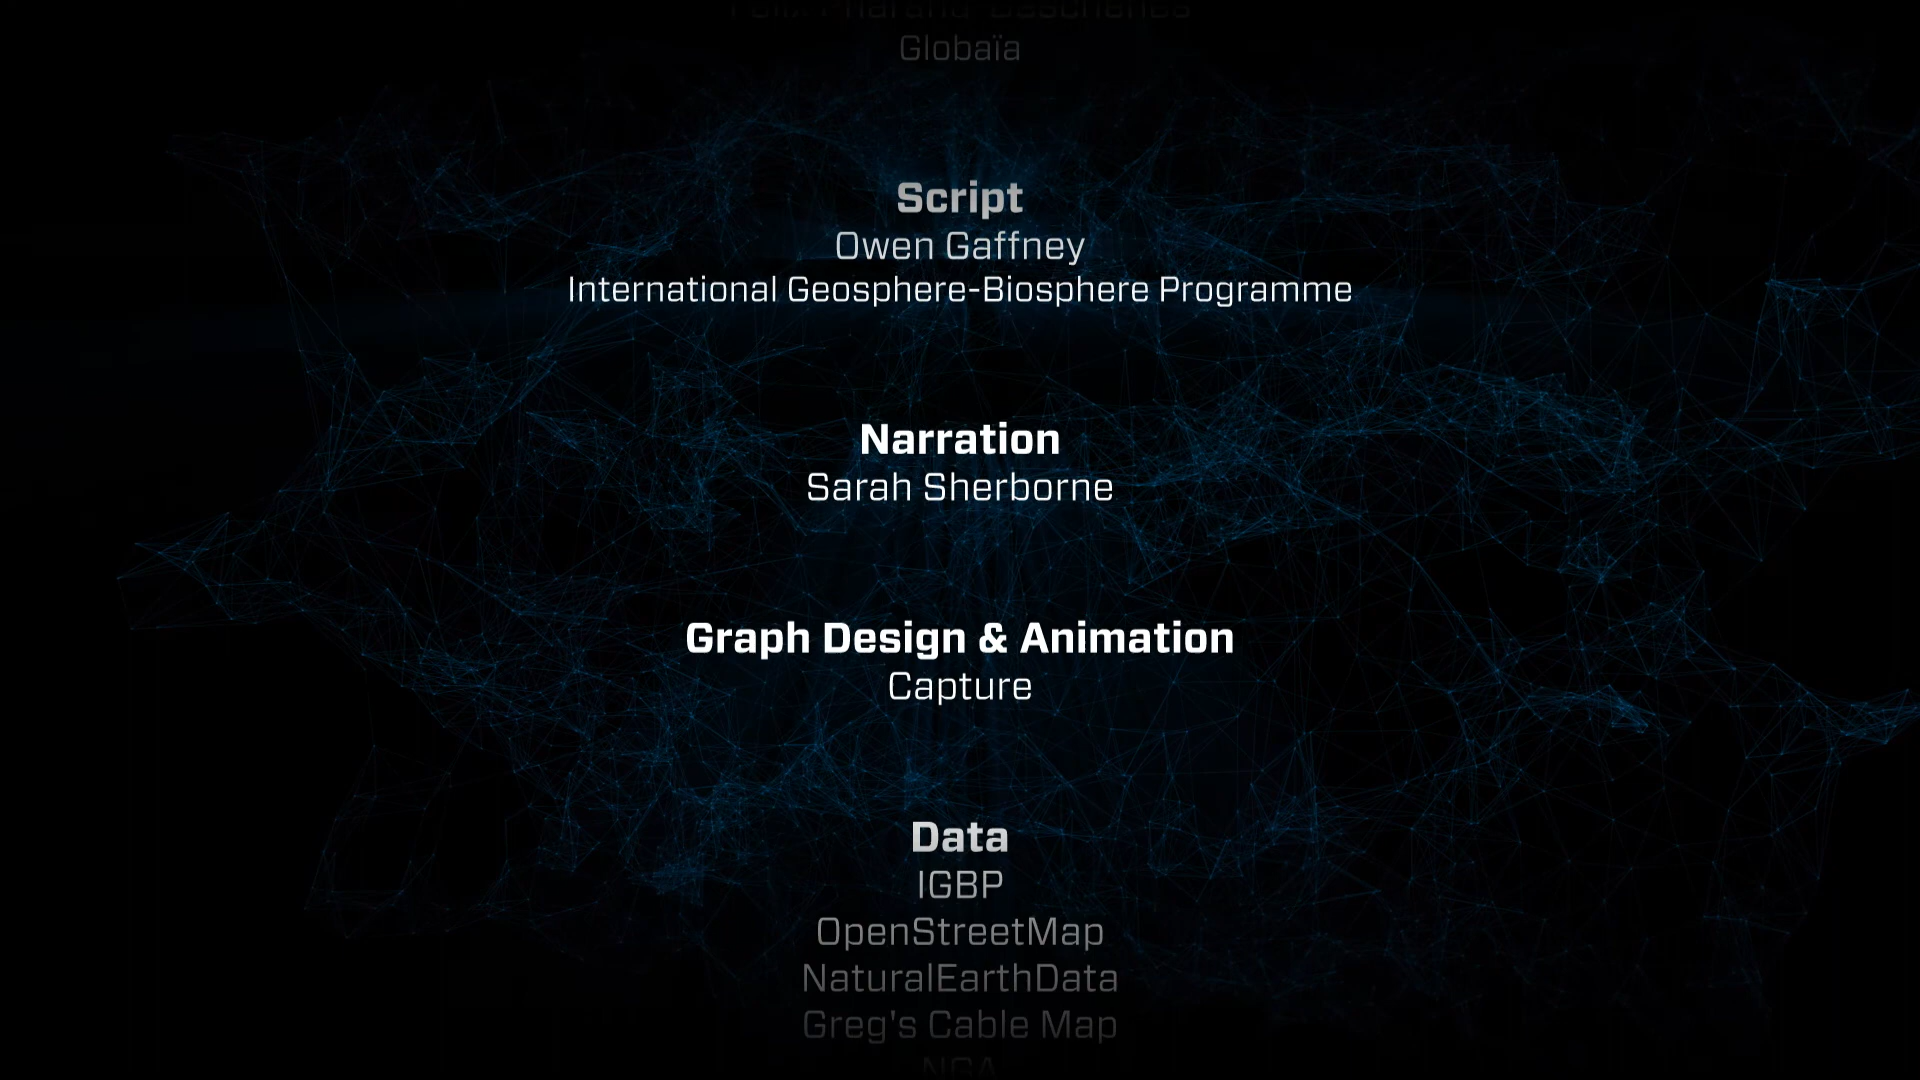 Globaïa
Script
Owen Gaffney
International Geosphere-Biosphere Programme
Narration
Sarah Sherborne
Graph Design & Animation
Capture
Data
IGBP
OpenStreetMap
NaturalEarthData
Greg's Cable Map